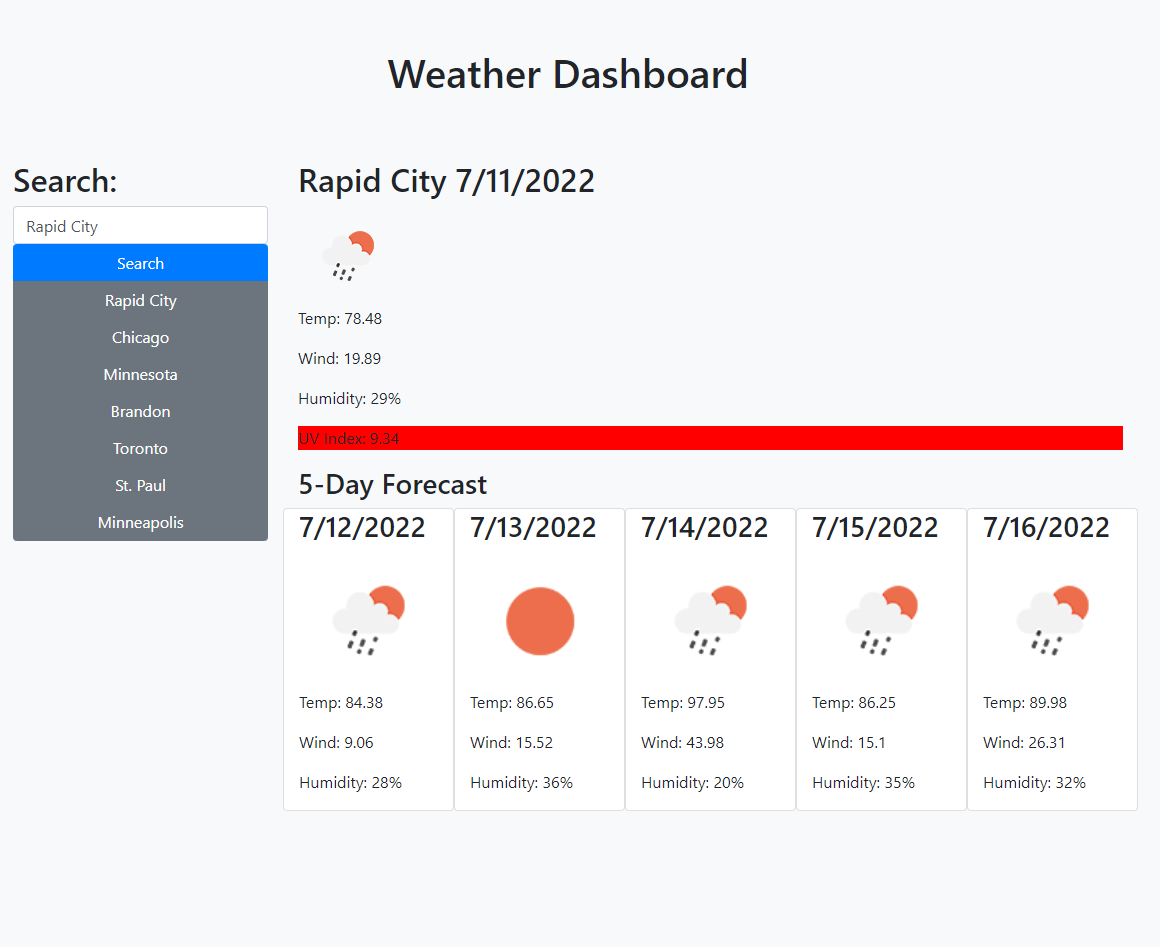 Weather Dashboard
Search:
Rapid City
Search
Rapid City
Chicago
Minnesota
Brandon
Toronto
St. Paul
Minneapolis
Rapid City 7/11/2022
Temp: 78.48
Wind: 19.89
Humidity: 29%
UV Index: 9.34
5-Day Forecast
7/12/2022
Temp: 84.38
Wind: 9.06
Humidity: 28%
7/13/2022
Temp: 86.65
Wind: 15.52
Humidity: 36%
7/14/2022
Temp: 97.95
Wind: 43.98
Humidity: 20%
7/15/2022
Temp: 86.25
Wind: 15.1
Humidity: 35%
7/16/2022
Temp: 89.98
Wind: 26.31
Humidity: 32%